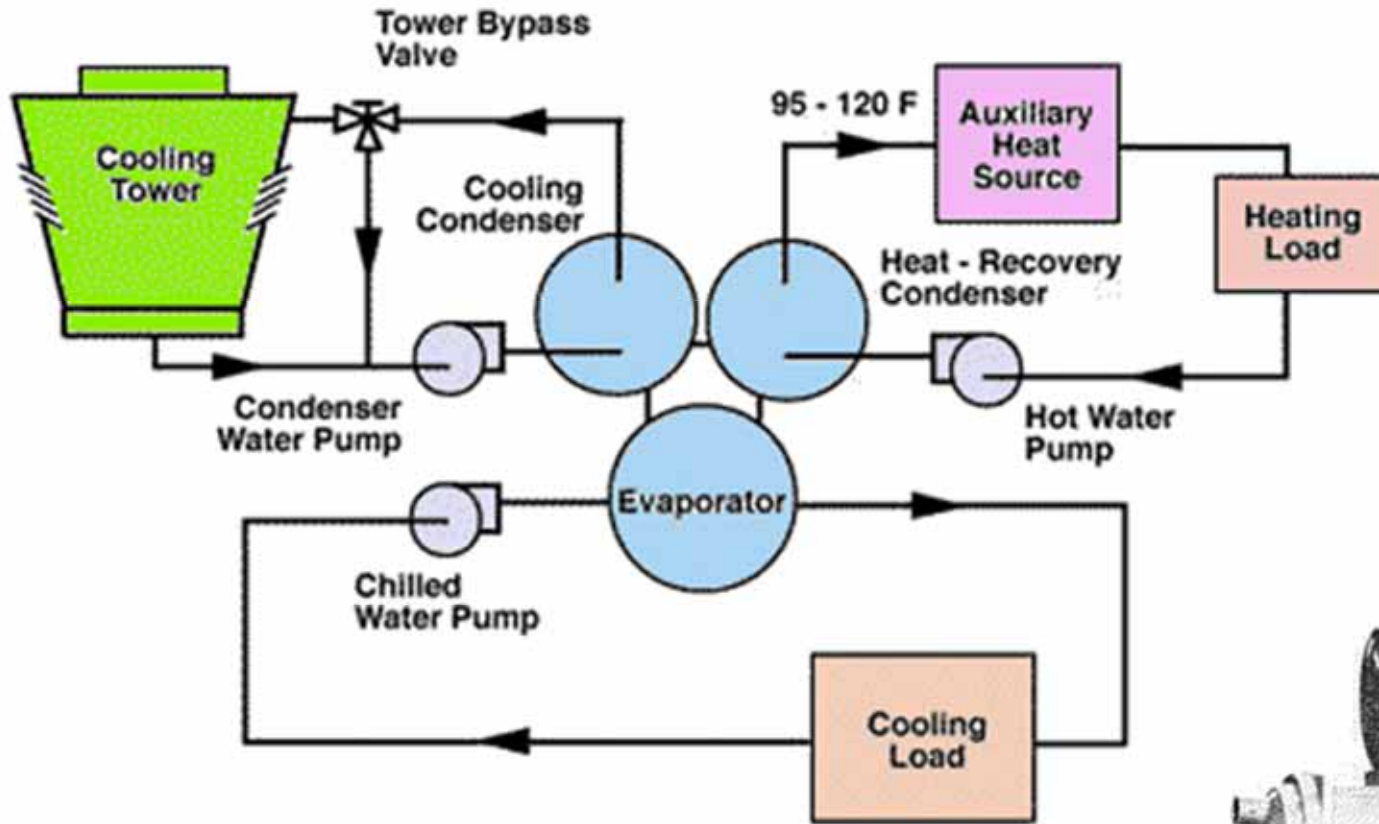 Tower Bypass
Valve
95 - 120 F
Auxiliary
Heat
Source
Cooling
Tower
Cooling
Condenser
Heating
Load
Heat - Recovery
Condenser
Condenser
Water Pump
Hot Water
Pump
Evaporator
Chilled
Water Pump
Cooling
Load